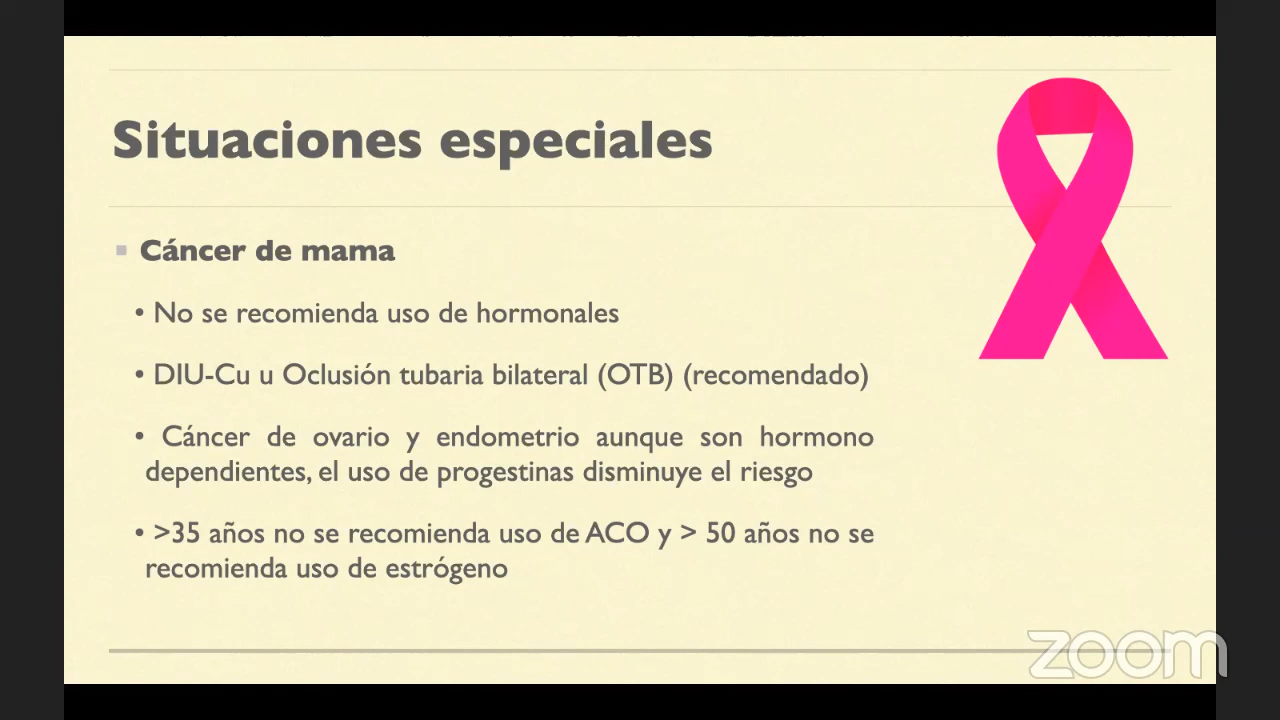 Situaciones especiales
Cáncer de mama
• No se recomienda uso de hormonales
• DIU-Cu u Oclusión tubaria bilateral (OTB) (recomendado)
• Cáncer de ovario y endometrio aunque son hormono
dependientes, el uso de progestinas disminuye el riesgo
• >35 años no se recomienda uso de ACO y > 50 años no se
recomienda uso de estrógeno
zoom